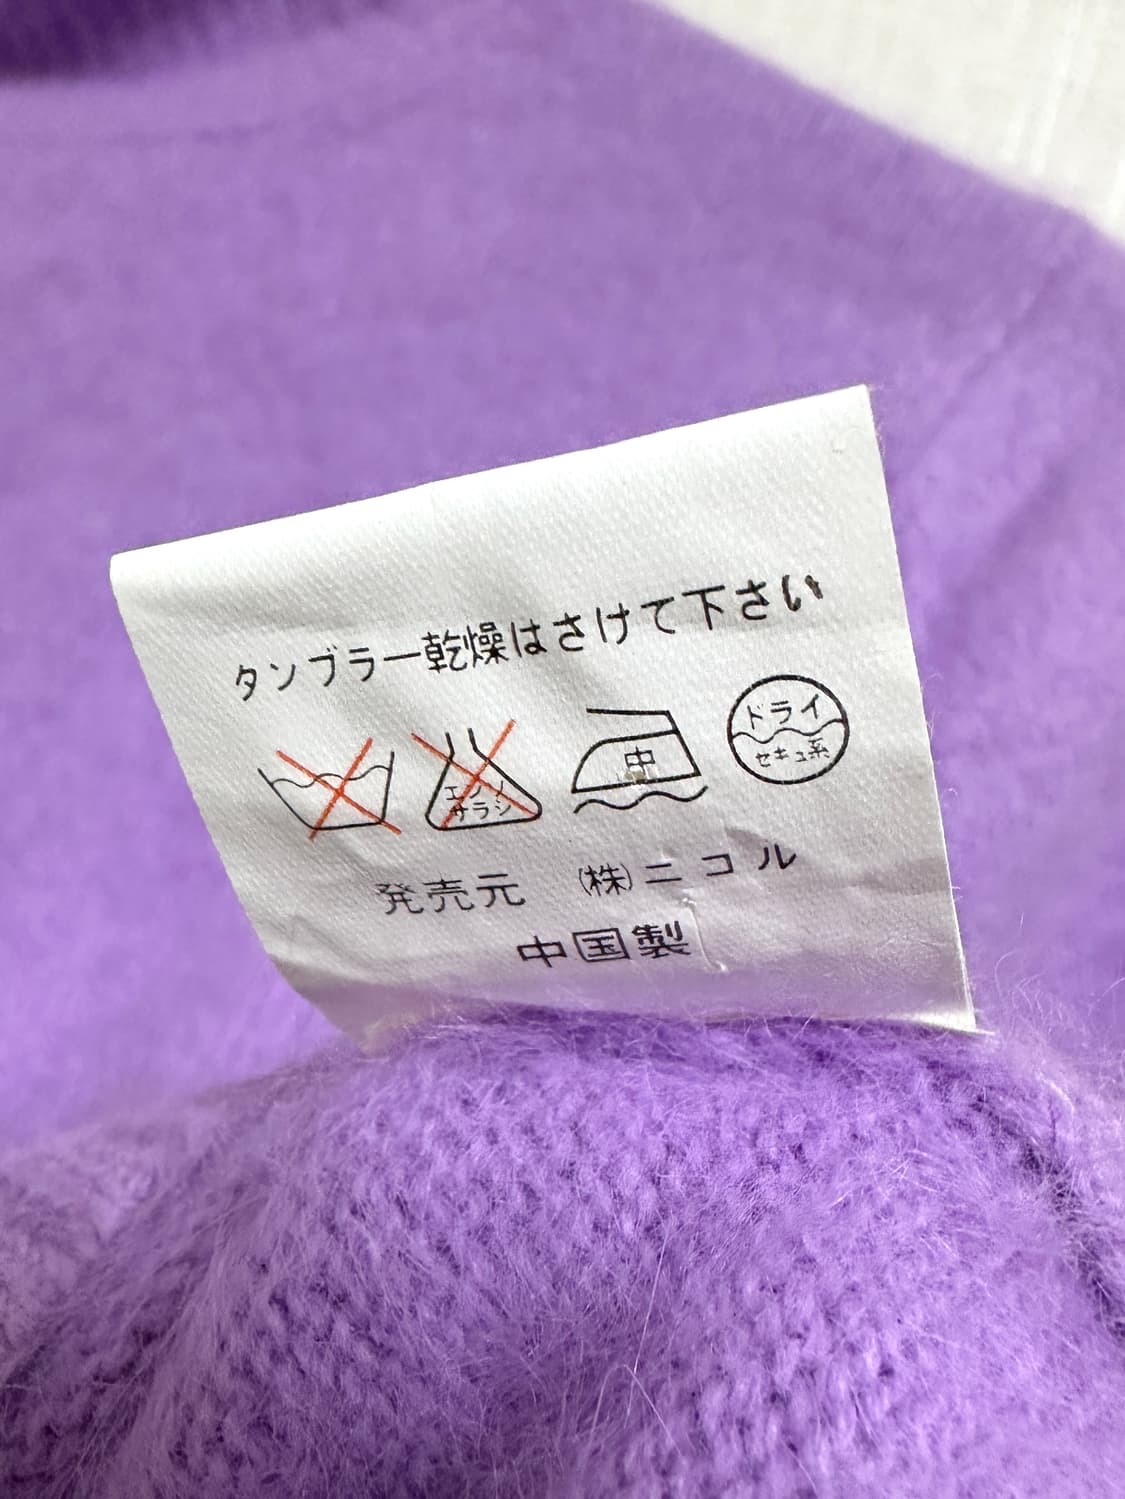 タンブラー乾燥はさけて下さい
エンソ
サラシ
中
ドライ
セキュ系
発売元 ㈱ニコル
中国製